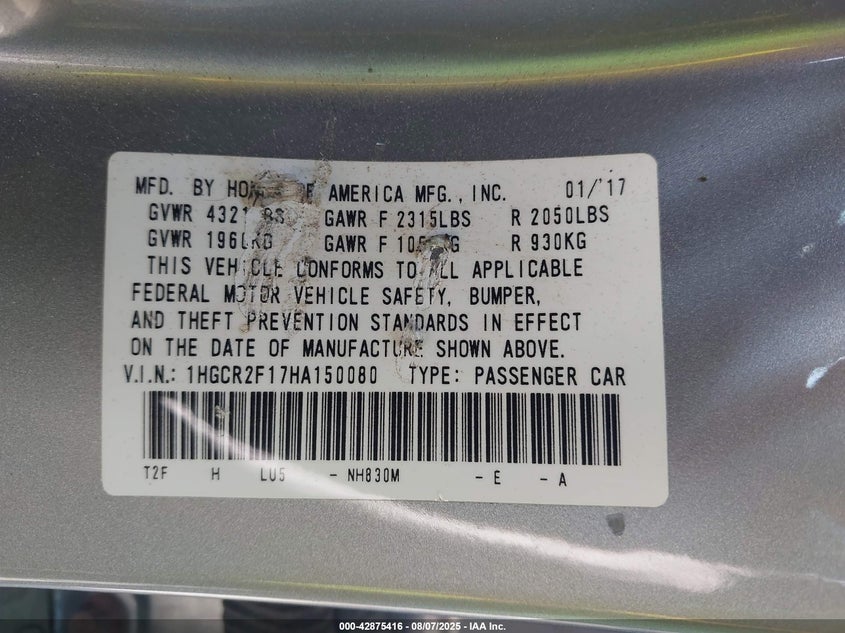 MFD. BY OF AMERICA MFG., INC. 01/'17
GVWR 4321 GAWR F 2315LBS R 2050LBS
GVWR GAWR F R 930KG
THIS VEHICLE CONFORMS TO ALL APPLICABLE
FEDERAL MOTOR VEHICLE SAFETY, BUMPER,
AND THEFT PREVENTION STANDARDS IN EFFECT
ON THE DATE OF MANUFACTURE SHOWN ABOVE.
V.I.N.: 1HGCR2F17HA150080 TYPE: PASSENGER CAR
T2F H LU5 - NH830M - E - A
000-42875416 - 08/07/2025 - IAA Inc.